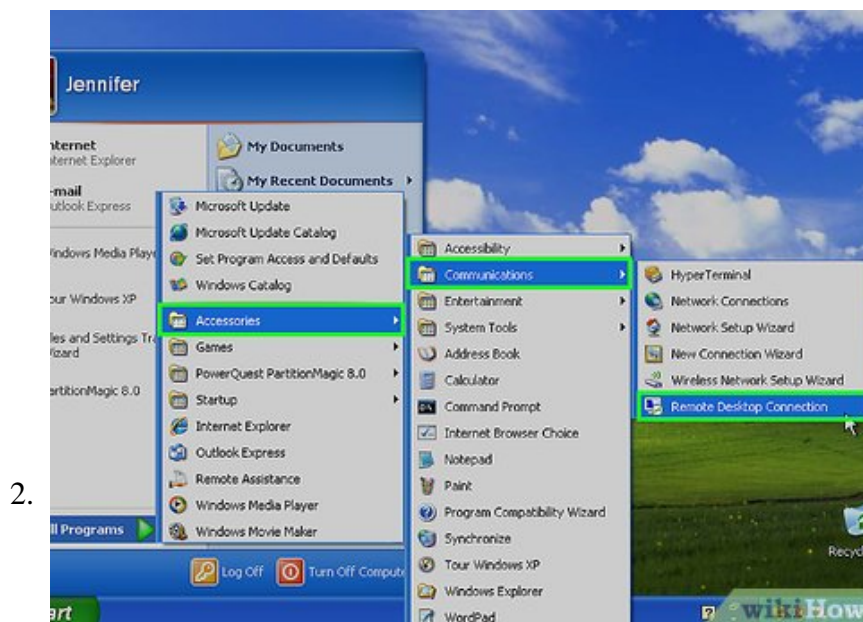 Jennifer
nternet
nternet Explorer
-mail
utlook Express
Windows Media Playe
our Windows XP
les and Settings Tra
Wizard
artitionMagic 8.0
ll Programs
My Documents
My Recent Documents
Microsoft Update
Microsoft Update Catalog
Set Program Access and Defaults
Windows Catalog
Accessories
Games
PowerQuest PartitionMagic 8.0
Startup
Internet Explorer
Outlook Express
Remote Assistance
Windows Media Player
Windows Movie Maker
Accessibility
Communications
Entertainment
System Tools
Address Book
Calculator
Command Prompt
Internet Browser Choice
Notepad
Paint
Program Compatibility Wizard
Synchronize
Tour Windows XP
Windows Explorer
WordPad
HyperTerminal
Network Connections
Network Setup Wizard
New Connection Wizard
Wireless Network Setup Wizard
Remote Desktop Connection
2.
Log Off
Turn Off Compute
Recycl
art
wikiHow